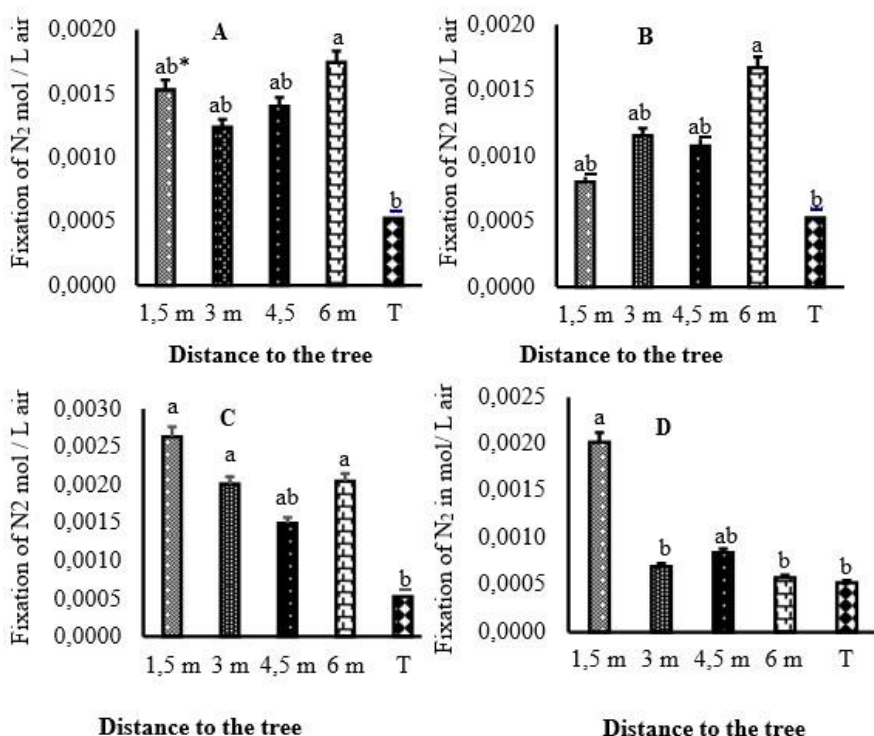 Fixation of N₂ mol / L air
0,0020
0,0015
0,0010
0,0005
0,0000
A
ab*
ab
ab
a
b
1,5 m 3 m 4,5 6 m T
Distance to the tree
Fixation of N2 mol/ L air
0,0020
0,0015
0,0010
0,0005
0,0000
B
ab
ab
ab
a
b
1,5 m 3 m 4,5 m 6 m T
Distance to the tree
Fixation of N2 mol / L air
0,0030
0,0025
0,0020
0,0015
0,0010
0,0005
0,0000
C
a
a
ab
a
b
1,5 m 3 m 4,5 m 6 m T
Distance to the tree
Fixation of N₂ in mol/ L air
0,0025
0,0020
0,0015
0,0010
0,0005
0,0000
D
a
b
ab
b
b
1,5 m 3 m 4,5 m 6 m T
Distance to the tree